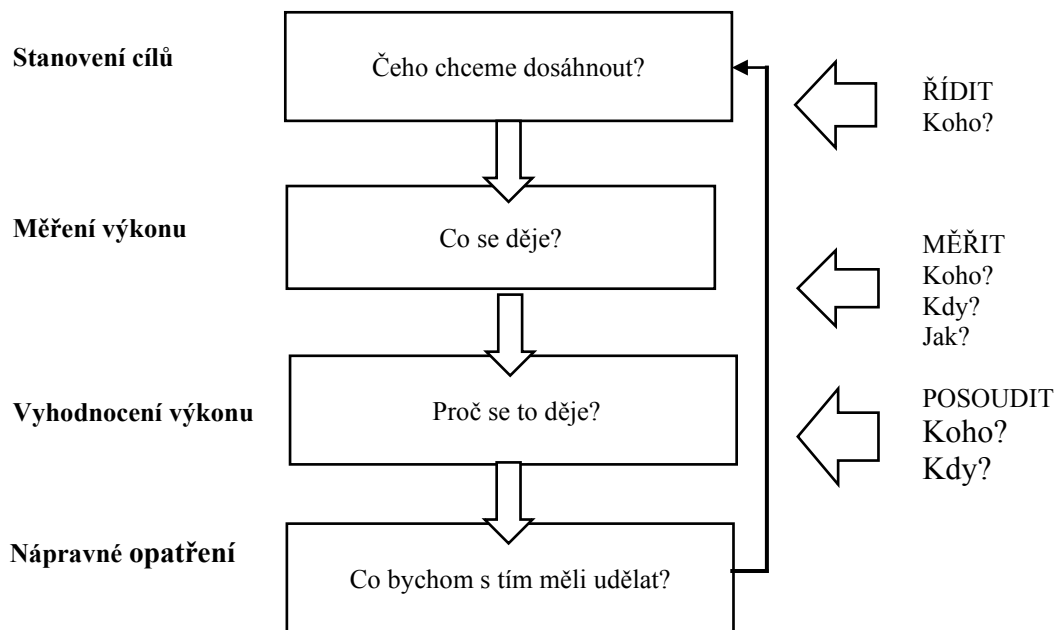 Stanovení cílů
Čeho chceme dosáhnout?
ŘÍDIT
Koho?
Měření výkonu
Co se děje?
MĚŘIT
Koho?
Kdy?
Jak?
Vyhodnocení výkonu
Proč se to děje?
POSOUDIT
Koho?
Kdy?
Nápravné opatření
Co bychom s tím měli udělat?